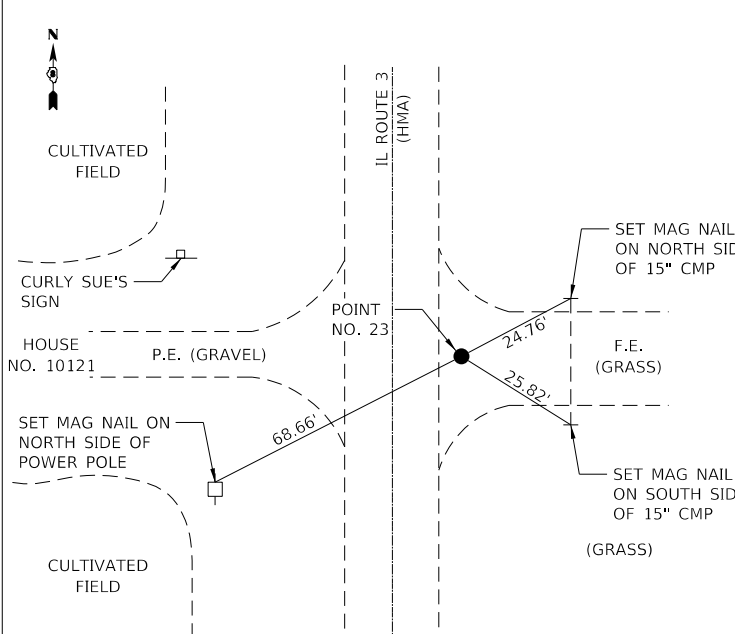 N
IL ROUTE 3
(HMA)
CULTIVATED
FIELD
SET MAG NAIL
ON NORTH SID
OF 15" CMP
CURLY SUE'S
SIGN
POINT
NO. 23
24.76'
HOUSE
NO. 10121
P.E. (GRAVEL)
F.E.
(GRASS)
25.82'
68.66'
SET MAG NAIL ON
NORTH SIDE OF
POWER POLE
SET MAG NAIL
ON SOUTH SID
OF 15" CMP
(GRASS)
CULTIVATED
FIELD